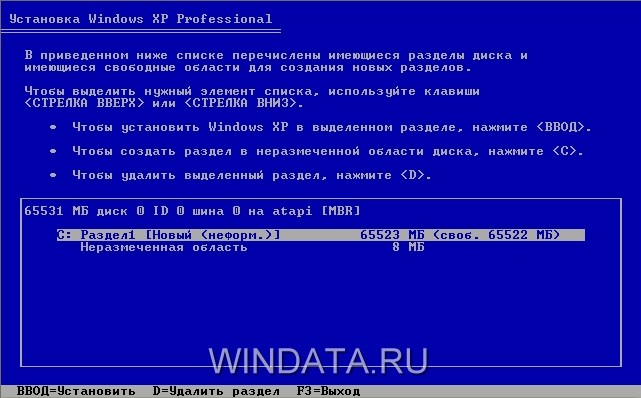 Установка Windows XP Professional
В приведенном ниже списке перечислены имеющиеся разделы диска и
имеющиеся свободные области для создания новых разделов.
Чтобы выделить нужный элемент списка, используйте клавиши
<СТРЕЛКА ВВЕРХ> или <СТРЕЛКА ВНИЗ>.
• Чтобы установить Windows XP в выделенном разделе, нажмите <ВВОД>.
• Чтобы создать раздел в неразмеченной области диска, нажмите <C>.
• Чтобы удалить выделенный раздел, нажмите <D>.
65531 МБ диск 0 ID 0 шина 0 на atapi [MBR]
C: Раздел1 [Новый (неформ.)] 65523 МБ (своб. 65522 МБ)
Неразмеченная область 8 МБ
WINDATA.RU
ВВОД=Установить D=Удалить раздел F3=Выход